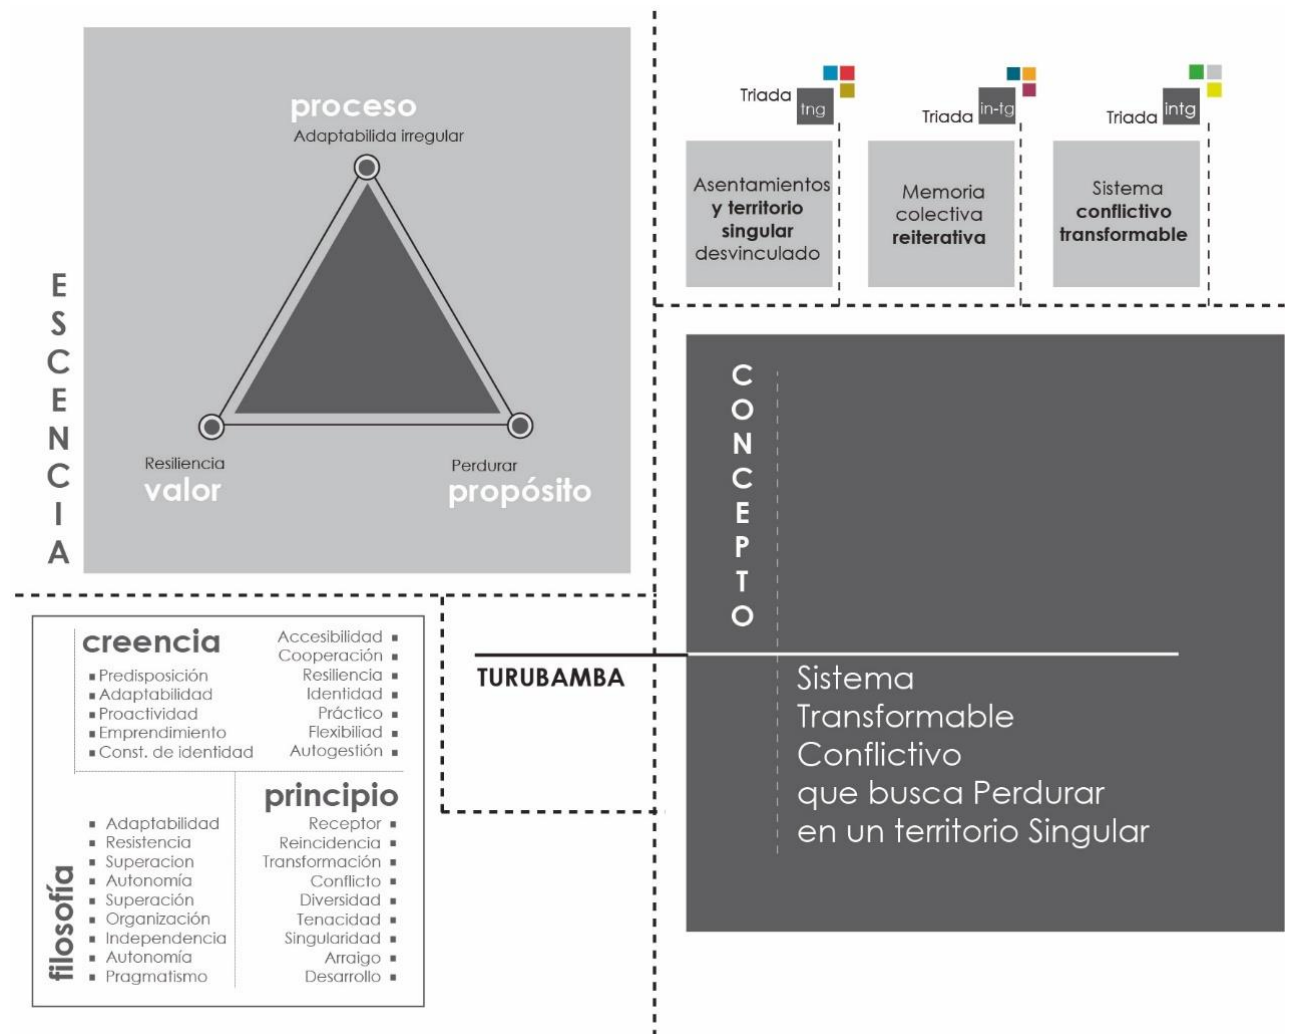 ESCENCIA
proceso
Adaptabilida irregular
Resiliencia
valor
Perdurar
propósito
Triada
tng
Asentamientos
y territorio
singular
desvinculado
Triada
in-tg
Memoria
colectiva
reiterativa
Triada
intg
Sistema
conflictivo
transformable
creencia
Predisposición
Adaptabilidad
Proactividad
Emprendimiento
Const. de identidad
Accesibilidad
Cooperación
Resiliencia
Identidad
Práctico
Flexibiliad
Autogestión
filosofía
Adaptabilidad
Resistencia
Superacion
Autonomía
Superación
Organización
Independencia
Autonomía
Pragmatismo
principio
Receptor
Reincidencia
Transformación
Conflicto
Diversidad
Tenacidad
Singularidad
Arraigo
Desarrollo
TURUBAMBA
CONCEPTO
Sistema
Transformable
Conflictivo
que busca Perdurar
en un territorio Singular